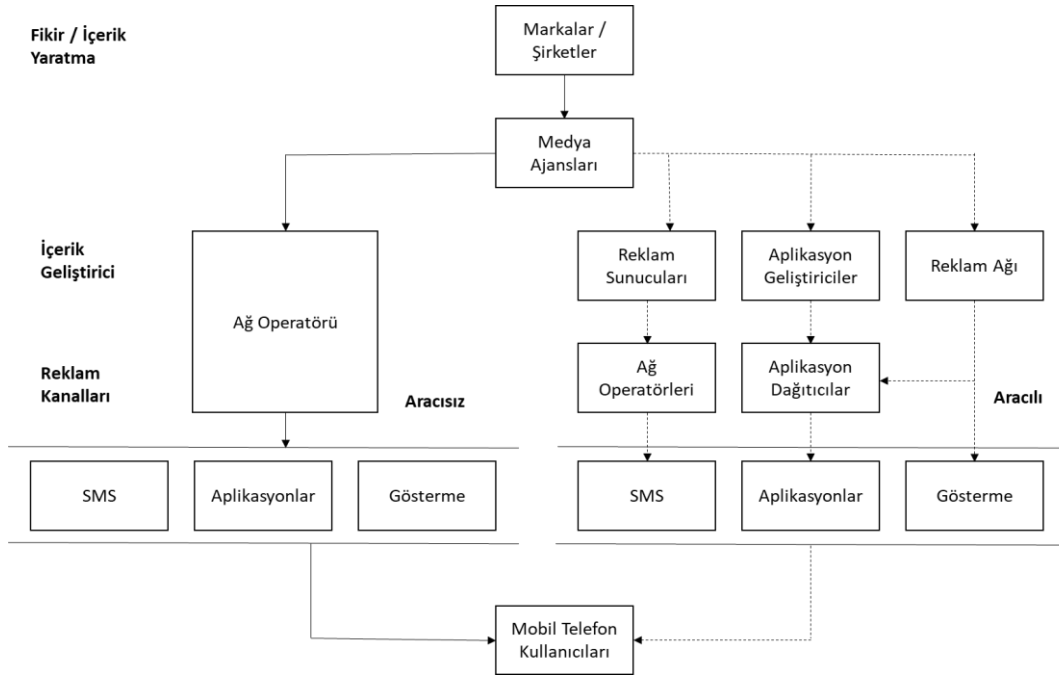 Fikir / İçerik
Yaratma
Markalar /
Şirketler
Medya
Ajansları
İçerik
Geliştirici
Ağ Operatörü
Reklam
Sunucuları
Aplikasyon
Geliştiriciler
Reklam Ağı
Reklam
Kanalları
Aracısız
Ağ
Operatörleri
Aplikasyon
Dağıtıcılar
Aracılı
SMS
Aplikasyonlar
Gösterme
SMS
Aplikasyonlar
Gösterme
Mobil Telefon
Kullanıcıları